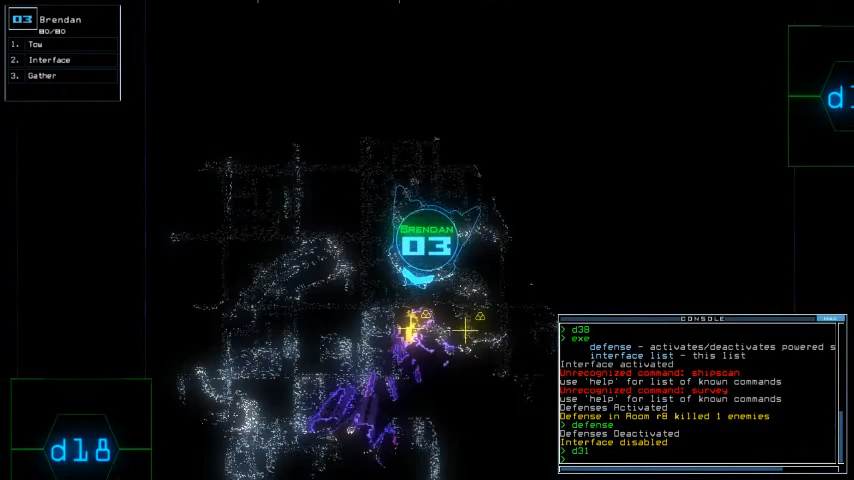 03 Brendan
80/80
1. Tow
2. Interface
3. Gather
BRENDAN
03
d18
CONSOLE
> d38
> exe
defense - activates/deactivates powered s
interface list - this list
Interface activated
Unrecognized command: shipscan
use 'help' for list of known commands
Unrecognized command: survey
use 'help' for list of known commands
Defenses Activated
Defense in Room r8 killed 1 enemies
> defense
Defenses Deactivated
Interface disabled
> d31
>